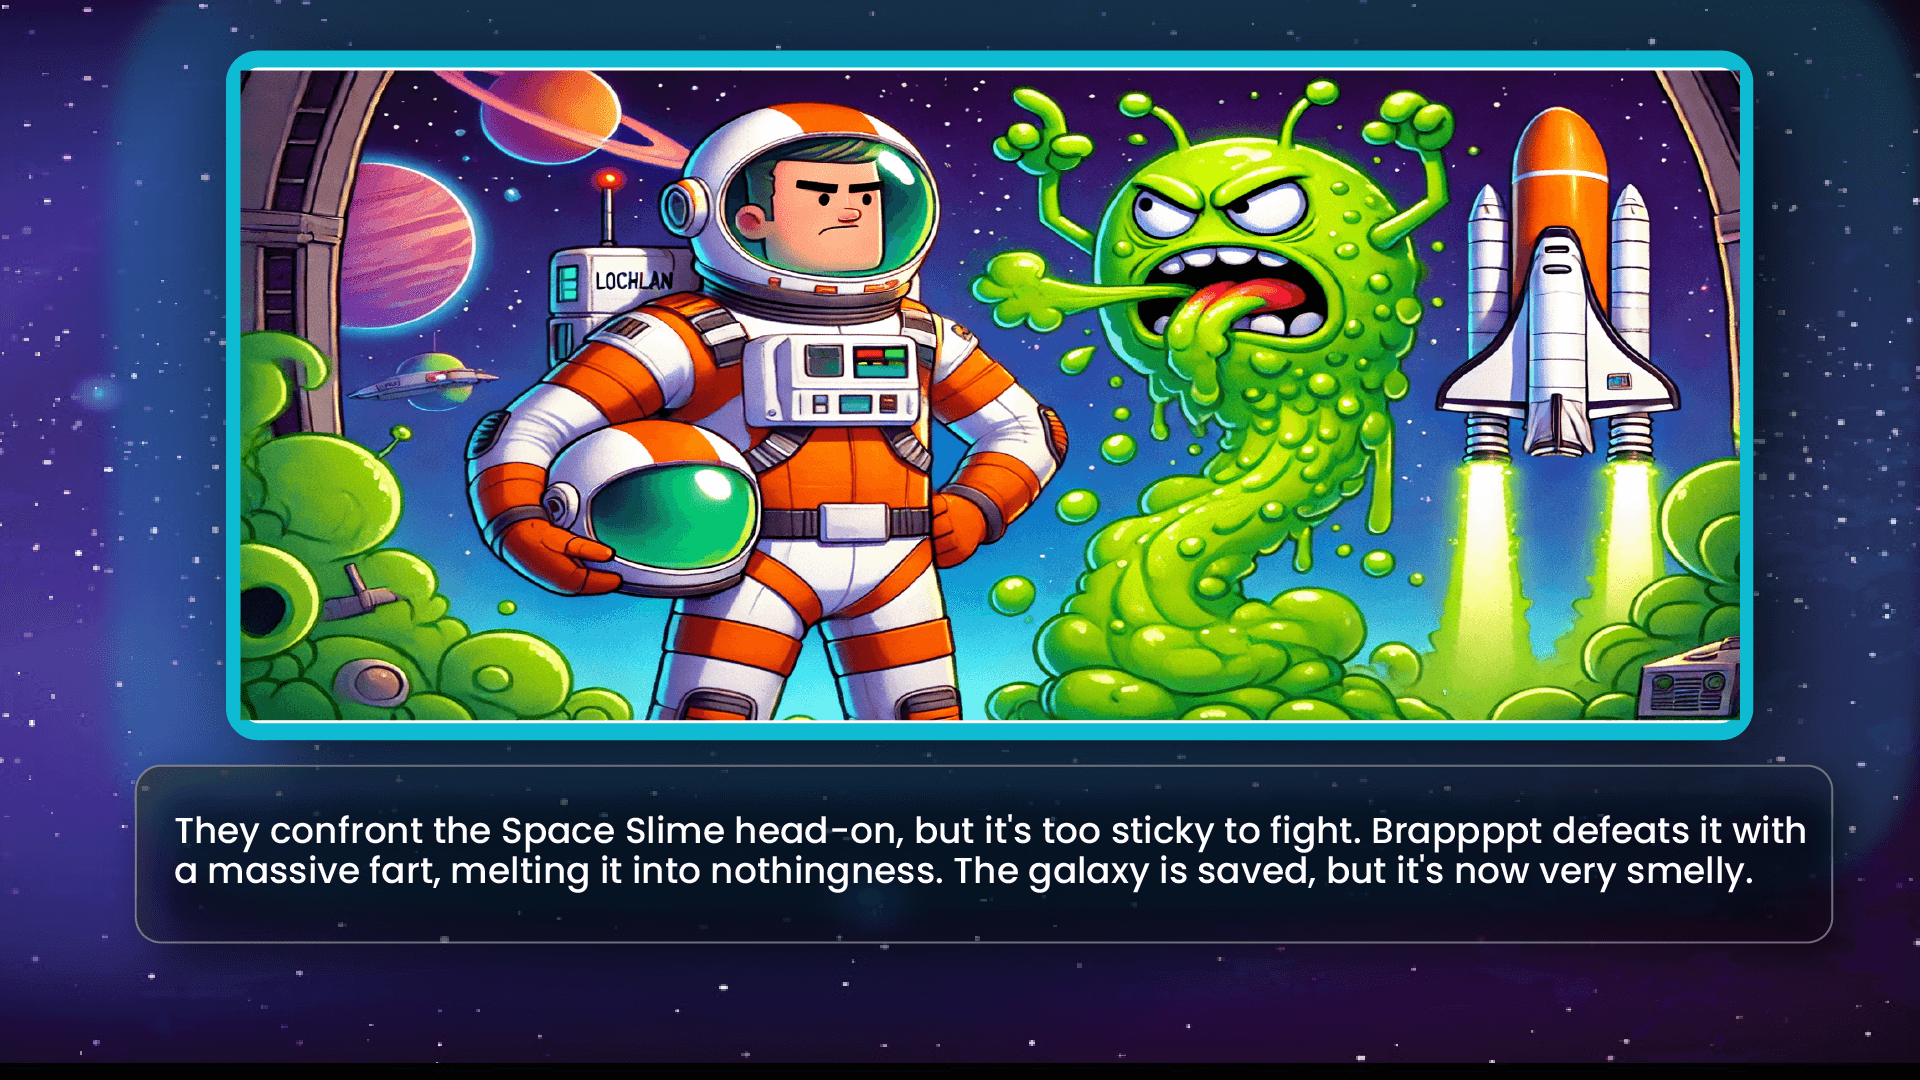 LOCHLAN
They confront the Space Slime head-on, but it's too sticky to fight. Brappppt defeats it with
a massive fart, melting it into nothingness. The galaxy is saved, but it's now very smelly.